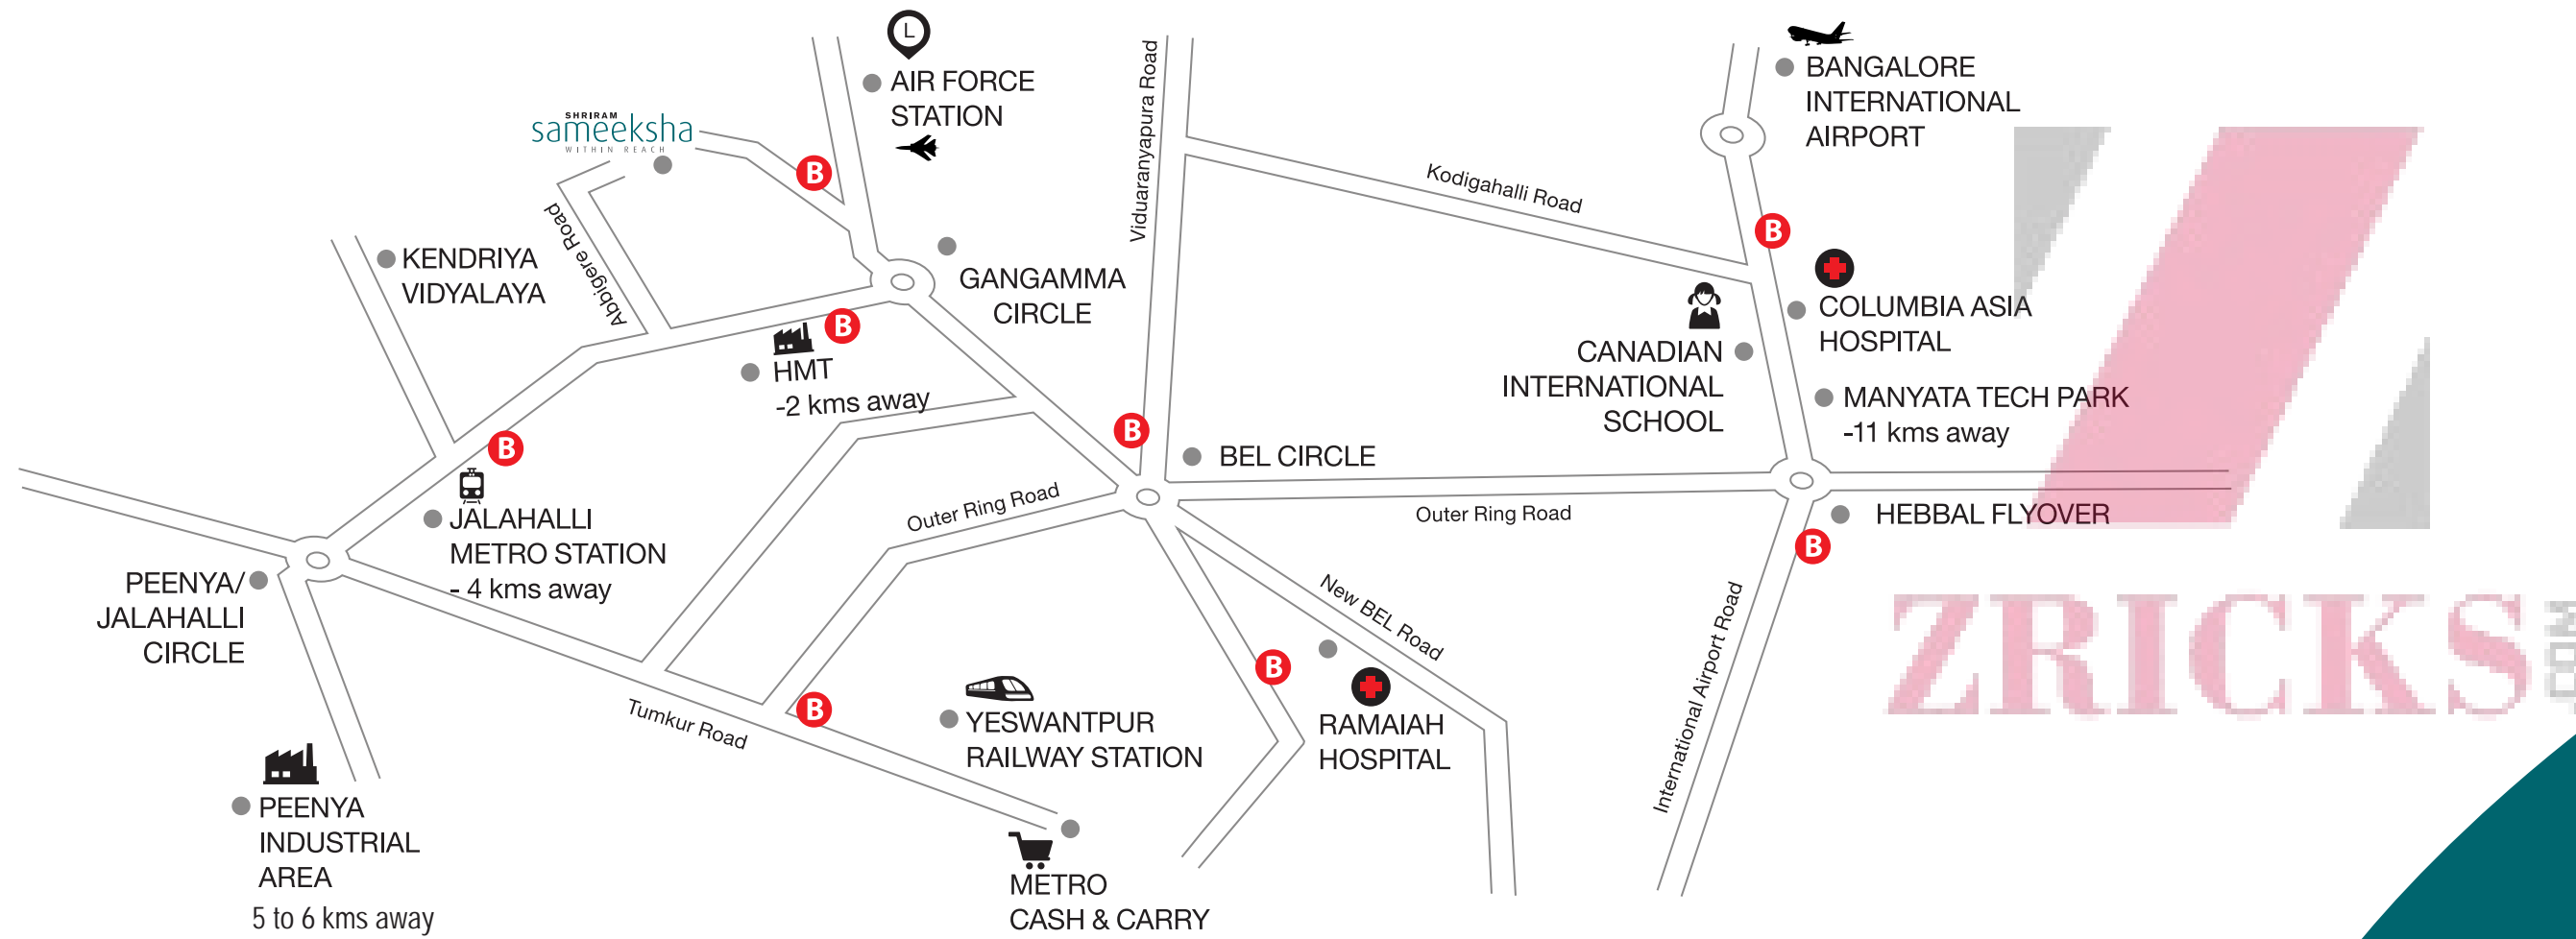 L
AIR FORCE
STATION
SHRIRAM
sameeksha
WITHIN REACH
B
Viduaranyapura Road
BANGALORE
INTERNATIONAL
AIRPORT
Kodigahalli Road
B
Abbigere Road
KENDRIYA
VIDYALAYA
GANGAMMA
CIRCLE
B
HMT
-2 kms away
COLUMBIA ASIA
HOSPITAL
CANADIAN
INTERNATIONAL
SCHOOL
MANYATA TECH PARK
-11 kms away
B
B
BEL CIRCLE
Outer Ring Road
Outer Ring Road
HEBBAL FLYOVER
B
JALAHALLI
METRO STATION
- 4 kms away
PEENYA/
JALAHALLI
CIRCLE
New BEL Road
International Airport Road
ZRICKS
.COM
B
RAMAIAH
HOSPITAL
B
Tumkur Road
YESWANTPUR
RAILWAY STATION
PEENYA
INDUSTRIAL
AREA
5 to 6 kms away
METRO
CASH & CARRY